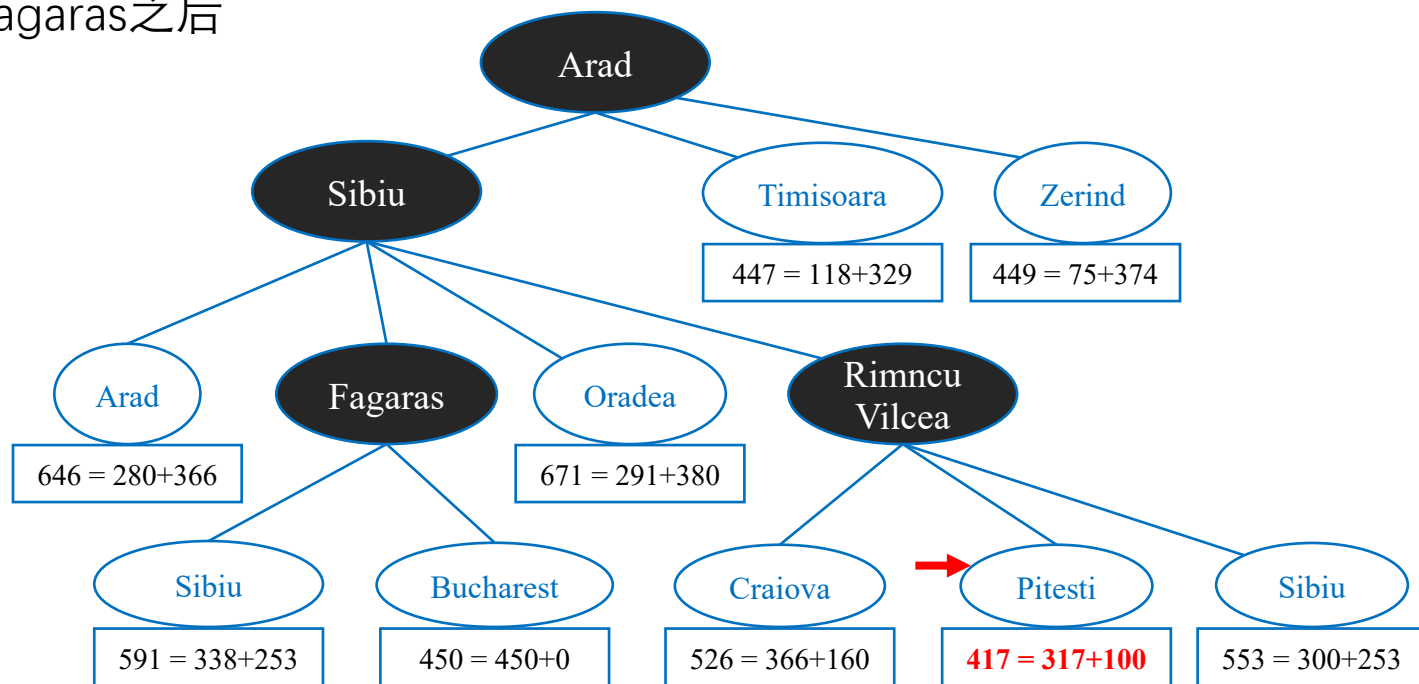 agaras之后
Arad
Sibiu
Timisoara
Zerind
447 = 118+329
449 = 75+374
Arad
Fagaras
Oradea
Rimncu
Vilcea
646 = 280+366
671 = 291+380
Sibiu
Bucharest
Craiova
Pitesti
Sibiu
591 = 338+253
450 = 450+0
526 = 366+160
417 = 317+100
553 = 300+253